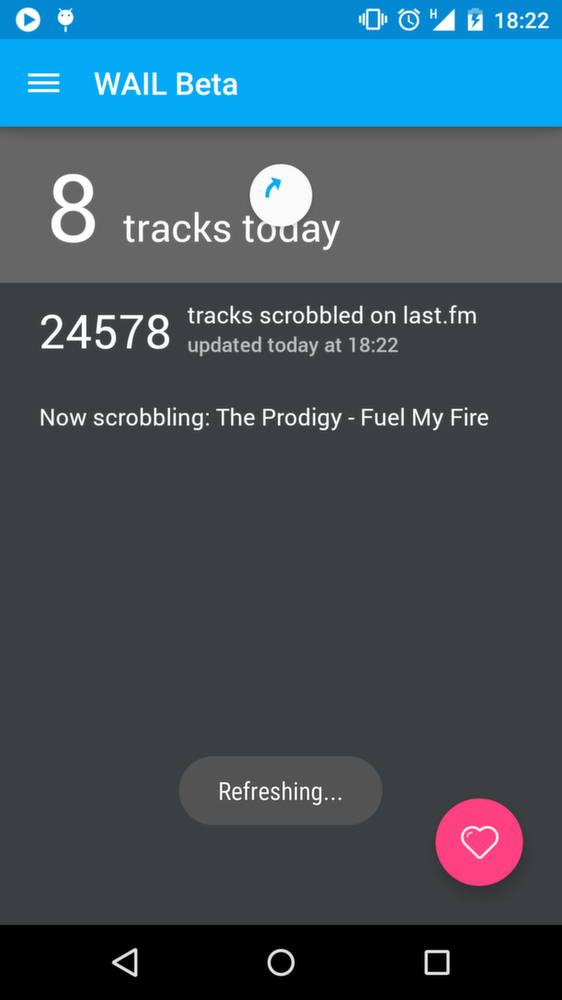 H 18:22
WAIL Beta
8 tracks today
24578 tracks scrobbled on last.fm
updated today at 18:22
Now scrobbling: The Prodigy - Fuel My Fire
Refreshing...